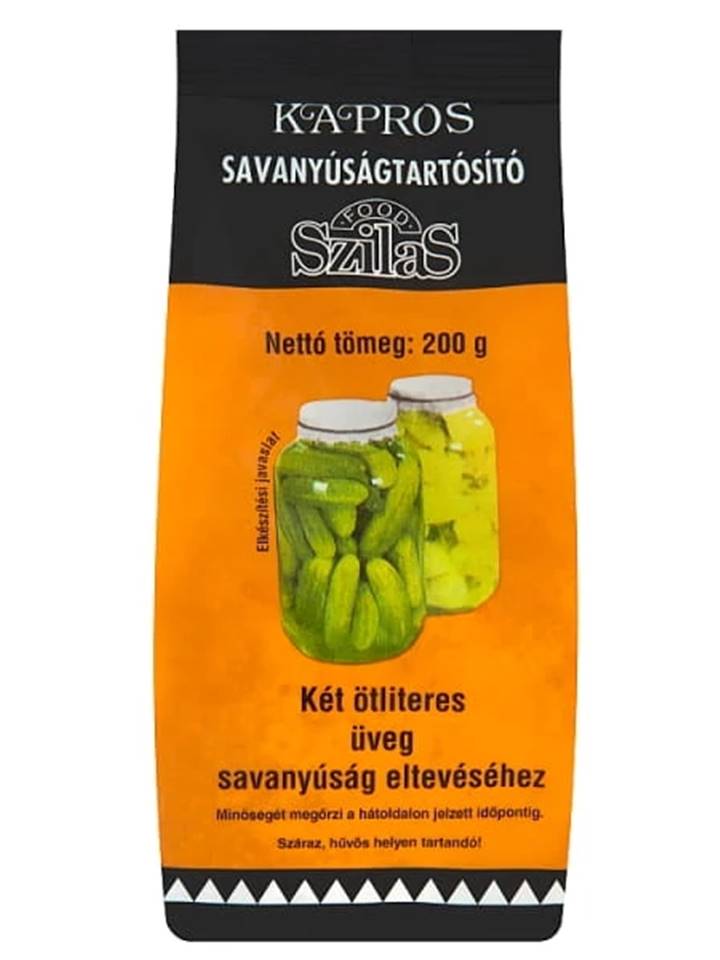 KAPROS
SAVANYÚSÁGTARTÓSÍTÓ
FOOD
SzilaS
Nettó tömeg: 200 g
Elkészítési javaslat
Két ötliteres
üveg
savanyúság eltevéséhez
Minőségét megőrzi a hátoldalon jelzett időpontig.
Száraz, hűvös helyen tartandó!